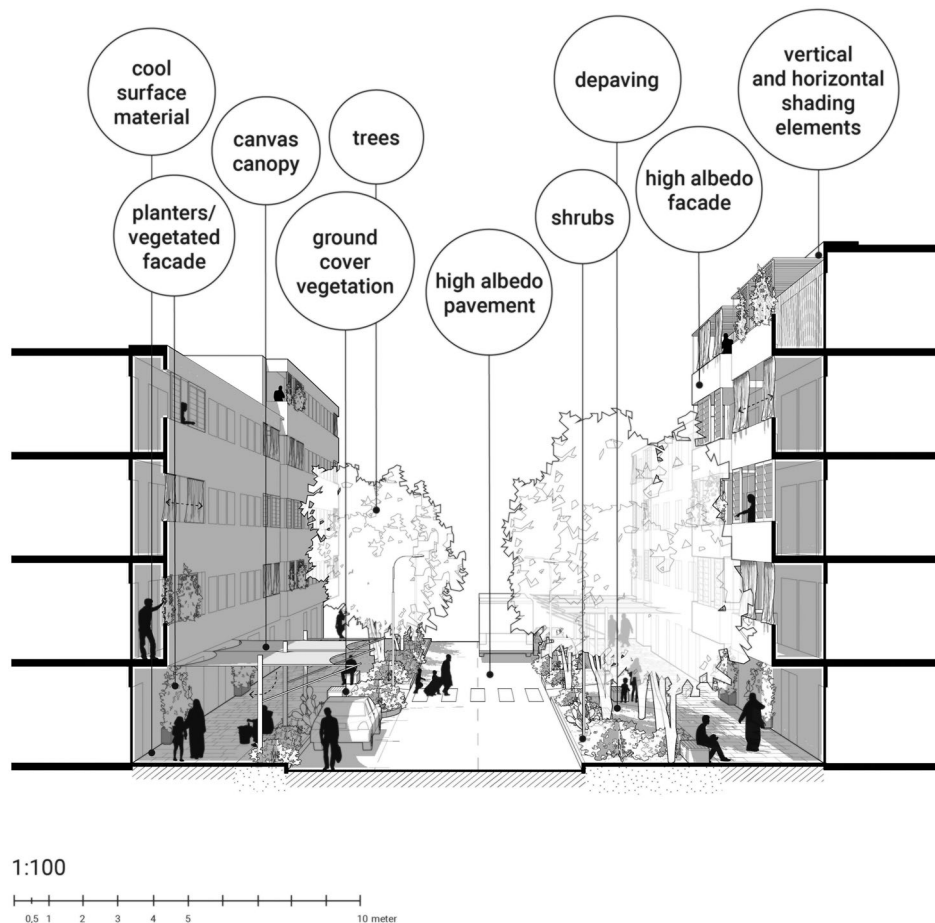 cool
surface
material
canvas
canopy
trees
depaving
vertical
and horizontal
shading
elements
planters/
vegetated
facade
ground
cover
vegetation
high albedo
pavement
shrubs
high albedo
facade
1:100
0,5 1 2 3 4 5 10 meter